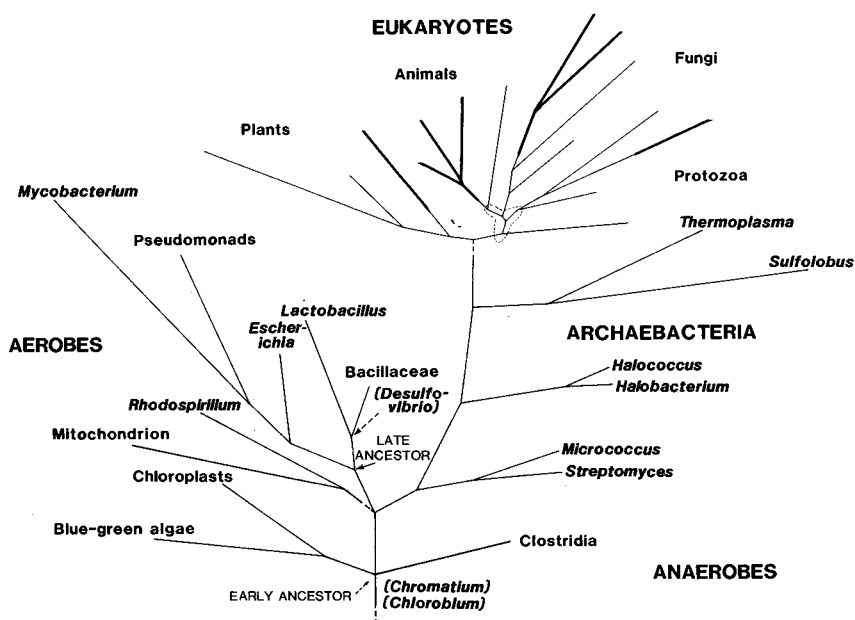 EUKARYOTES
Fungi
Animals
Plants
Protozoa
Mycobacterium
Thermoplasma
Pseudomonads
Sulfolobus
Lactobacillus
Escher-
ichia
AEROBES
ARCHAEBACTERIA
Bacillaceae
(Desulfo-
vibrio)
Halococcus
Halobacterium
Rhodospirillum
Mitochondrion
LATE
ANCESTOR
Micrococcus
Streptomyces
Chloroplasts
Blue-green algae
Clostridia
ANAEROBES
EARLY ANCESTOR
(Chromatium)
(Chlorobium)